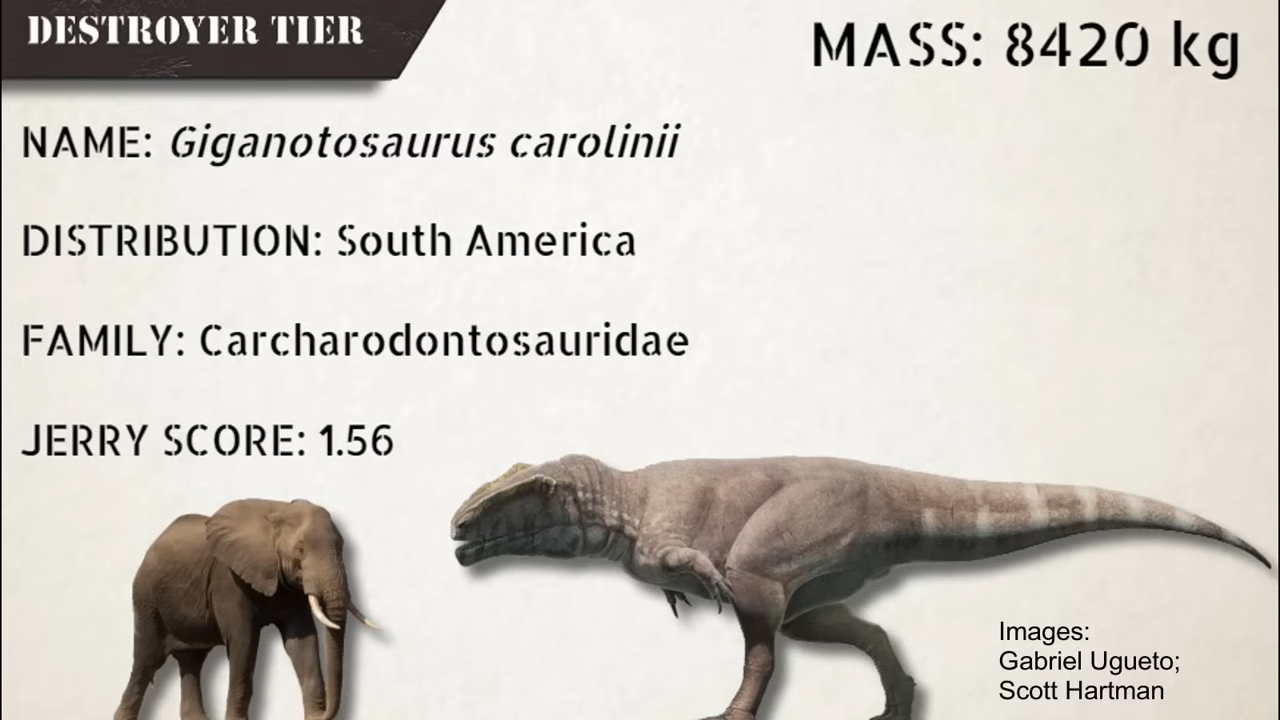 DESTROYER TIER
MASS: 8420 kg
NAME: Giganotosaurus carolinii
DISTRIBUTION: South America
FAMILY: Carcharodontosauridae
JERRY SCORE: 1.56
Images:
Gabriel Ugueto;
Scott Hartman